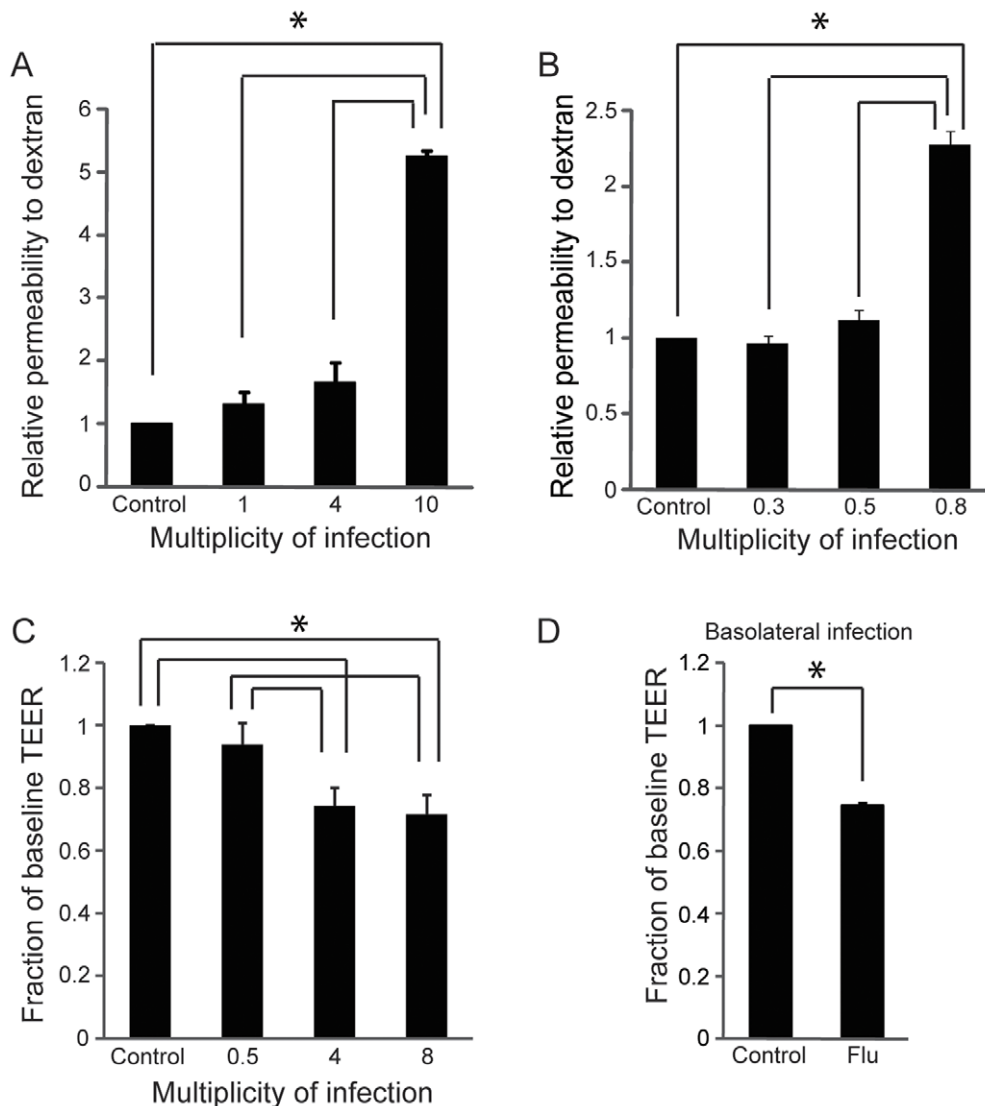 A
*
Relative permeability to dextran
6
5
4
3
2
1
0
Control 1 4 10
Multiplicity of infection
B
*
Relative permeability to dextran
2.5
2
1.5
1
0.5
0
Control 0.3 0.5 0.8
Multiplicity of infection
C
*
Fraction of baseline TEER
1.2
1
0.8
0.6
0.4
0.2
0
Control 0.5 4 8
Multiplicity of infection
D
Basolateral infection
*
Fraction of baseline TEER
1.2
1
0.8
0.6
0.4
0.2
0
Control Flu